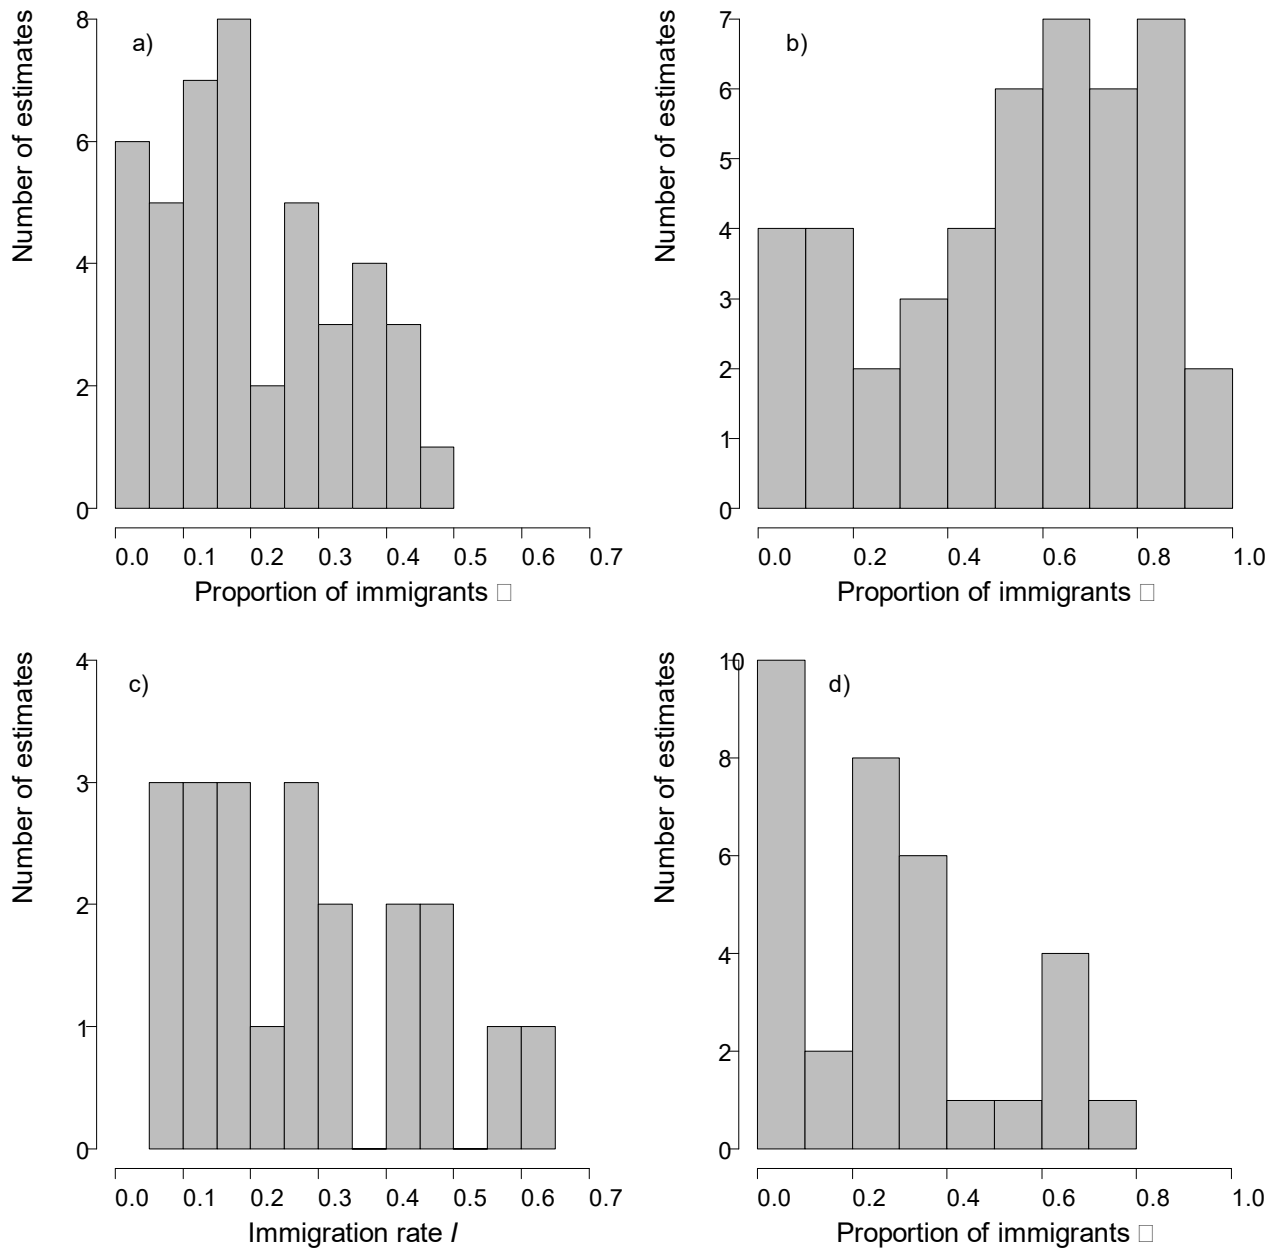 a)
Number of estimates
8
6
4
2
0
0.0 0.1 0.2 0.3 0.4 0.5 0.6 0.7
Proportion of immigrants □
b)
Number of estimates
7
6
5
4
3
2
1
0
0.0 0.2 0.4 0.6 0.8 1.0
Proportion of immigrants □
c)
Number of estimates
4
3
2
1
0
0.0 0.1 0.2 0.3 0.4 0.5 0.6 0.7
Immigration rate I
d)
Number of estimates
10
8
6
4
2
0
0.0 0.2 0.4 0.6 0.8 1.0
Proportion of immigrants □